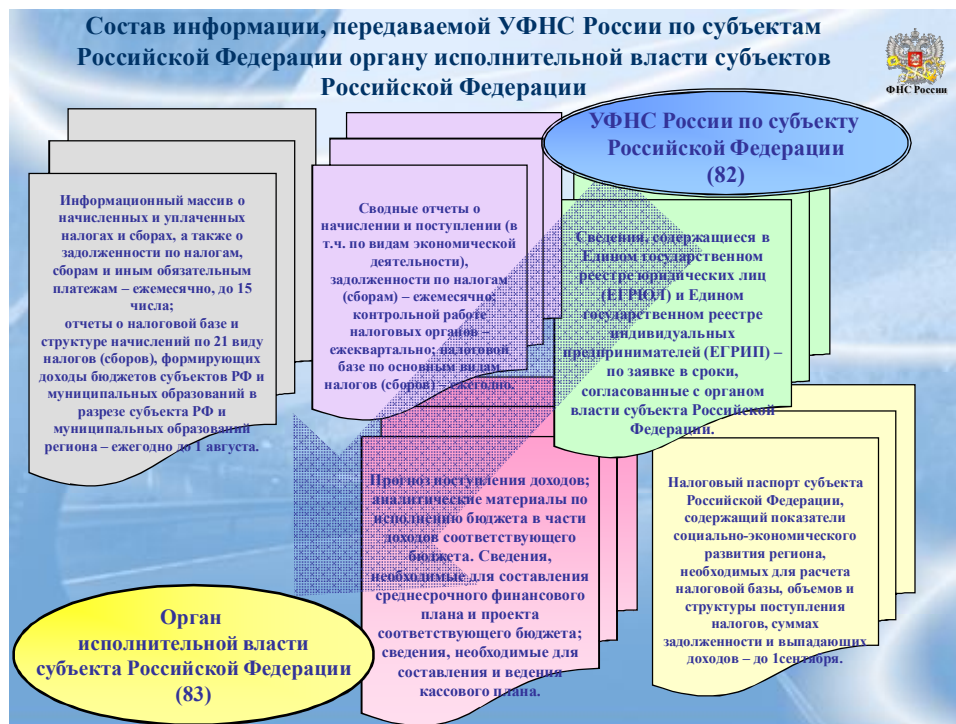 Состав информации, передаваемой УФНС России по субъектам
Российской Федерации органу исполнительной власти субъектов
Российской Федерации
ФНС России
УФНС России по субъекту
Российской Федерации
(82)
Информационный массив о
начисленных и уплаченных
налогах и сборах, а также о
задолженности по налогам,
сборам и иным обязательным
платежам – ежемесячно, до 15
числа;
отчеты о налоговой базе и
структуре начислений по 21 виду
налогов (сборов), формирующих
доходы бюджетов субъектов РФ и
муниципальных образований в
разрезе субъекта РФ и
муниципальных образований
региона – ежегодно до 1 августа.
Сводные отчеты о
начислении и поступлении (в
т.ч. по видам экономической
деятельности),
задолженности по налогам
(сборам) – ежемесячно;
контрольной работе
налоговых органов –
ежеквартально; налоговой
базе по основным видам
налогов (сборов) – ежегодно.
Сведения, содержащиеся в
Едином государственном
реестре юридических лиц
(ЕГРЮЛ) и Едином
государственном реестре
индивидуальных
предпринимателей (ЕГРИП) –
по заявке в сроки,
согласованные с органом
власти субъекта Российской
Федерации.
Прогноз поступления доходов;
аналитические материалы по
исполнению бюджета в части
доходов соответствующего
бюджета. Сведения,
необходимые для составления
среднесрочного финансового
плана и проекта
соответствующего бюджета;
сведения, необходимые для
составления и ведения
кассового плана.
Налоговый паспорт субъекта
Российской Федерации,
содержащий показатели
социально-экономического
развития региона,
необходимых для расчета
налоговой базы, объемов и
структуры поступления
налогов, суммах
задолженности и выпадающих
доходов – до 1сентября.
Орган
исполнительной власти
субъекта Российской Федерации
(83)